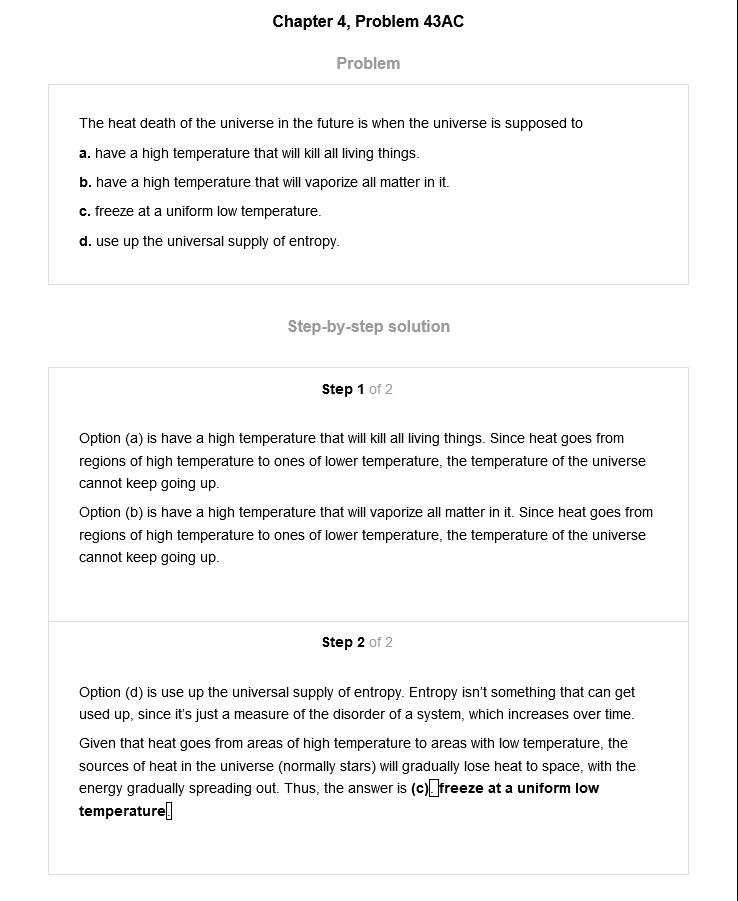 Chapter 4, Problem 43AC
Problem
The heat death of the universe in the future is when the universe is supposed to
a. have a high temperature that will kill all living things.
b. have a high temperature that will vaporize all matter in it.
c. freeze at a uniform low temperature.
d. use up the universal supply of entropy.
Step-by-step solution
Step 1 of 2
Option (a) is have a high temperature that will kill all living things. Since heat goes from
regions of high temperature to ones of lower temperature, the temperature of the universe
cannot keep going up.
Option (b) is have a high temperature that will vaporize all matter in it. Since heat goes from
regions of high temperature to ones of lower temperature, the temperature of the universe
cannot keep going up.
Step 2 of 2
Option (d) is use up the universal supply of entropy. Entropy isn't something that can get
used up, since it's just a measure of the disorder of a system, which increases over time.
Given that heat goes from areas of high temperature to areas with low temperature, the
sources of heat in the universe (normally stars) will gradually lose heat to space, with the
energy gradually spreading out. Thus, the answer is (c). freeze at a uniform low
temperature.